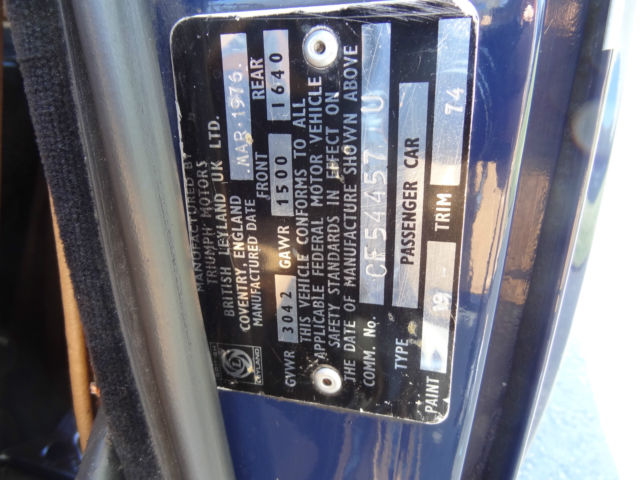 MANUFACTURED BY
TRIUMPH MOTORS
BRITISH LEYLAND UK LTD.
COVENTRY, ENGLAND
MANUFACTURED DATE MAR·1976.
FRONT REAR
GVWR 3042 GAWR 1500 1640
THIS VEHICLE CONFORMS TO ALL
APPLICABLE FEDERAL MOTOR VEHICLE
SAFETY STANDARDS IN EFFECT ON
THE DATE OF MANUFACTURE SHOWN ABOVE
COMM. No. CF54457 U
TYPE PASSENGER CAR
PAINT 19 TRIM 74
LEYLAND